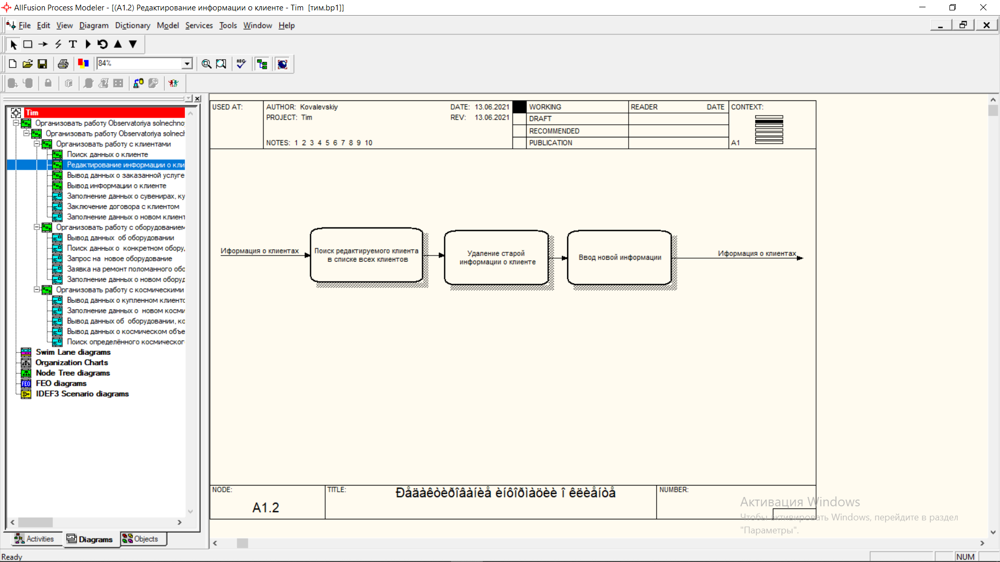 AllFusion Process Modeler - [(A1.2) Редактирование информации о клиенте - Tim [тим.bp1]]
File Edit View Diagram Dictionary Model Services Tools Window Help
T
84%
ABC
Tim
Организовать работу Observatoriya solnechno
Организовать работу Observatoriya solnec
Организовать работу с клиентами
Поиск данных о клиенте
Редактирование информации о кли
Вывод данных о заказанной услуге
Вывод информации о клиенте
Заполнение данных о сувенирах, ку
Заключение договора с клиентом
Заполнение данных о новом клиент
Организовать работу с оборудованием
Вывод данных об оборудовании
Поиск данных о конкретном обору
Запрос на новое оборудование
Заявка на ремонт поломанного обо
Заполнение данных о новом оборуд
Организовать работу с космическими
Вывод данных о купленном клиенто
Заполнение данных о новом косми
Вывод данных об оборудовании, ко
Вывод данных о космическом объе
Поиск определённого космическог
Swim Lane diagrams
Organization Charts
Node Tree diagrams
FEO diagrams
IDEF3 Scenario diagrams
Activities Diagrams Objects
USED AT:
AUTHOR: Kovalevskiy
PROJECT: Tim
NOTES: 1 2 3 4 5 6 7 8 9 10
DATE: 13.06.2021
REV: 13.06.2021
WORKING
DRAFT
RECOMMENDED
PUBLICATION
READER DATE
CONTEXT:
A1
Иформация о клиентах
Поиск редактируемого клиента
в списке всех клиентов
Удаление старой
информации о клиенте
Ввод новой информации
Иформация о клиентах
NODE:
A1.2
TITLE:
Ðåäàêòèðîâàíèå èíôîðìàöèè î êëèåíòå
NUMBER:
Активация Windows
Чтобы активировать Windows, перейдите в раздел
"Параметры".
Ready
NUM